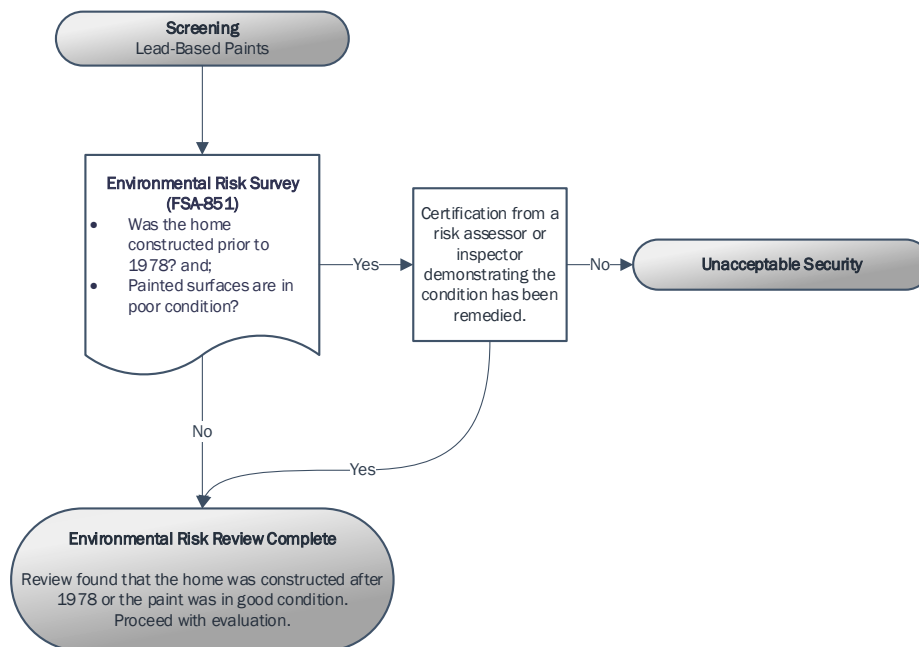 Screening
Lead-Based Paints
Environmental Risk Survey
(FSA-851)
• Was the home
constructed prior to
1978? and;
• Painted surfaces are in
poor condition?
Yes
Certification from a
risk assessor or
inspector
demonstrating the
condition has been
remedied.
No
Unacceptable Security
No
Yes
Environmental Risk Review Complete
Review found that the home was constructed after
1978 or the paint was in good condition.
Proceed with evaluation.